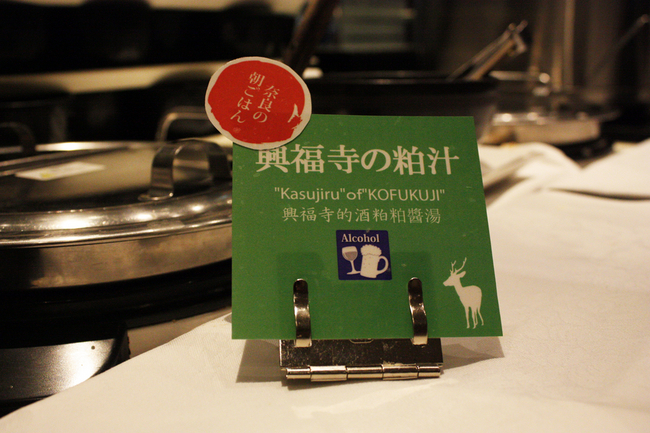 奈良の
朝ごはん
興福寺の粕汁
"Kasujiru"of"KOFUKUJI"
興福寺的酒粕粕醬湯
Alcohol